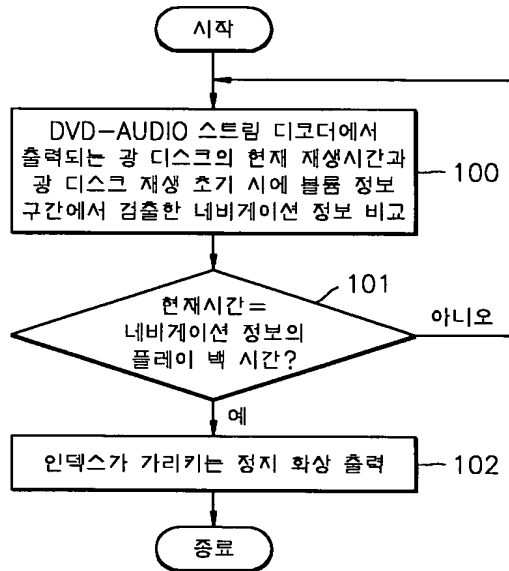 시작
DVD-AUDIO 스트림 디코더에서
출력되는 광 디스크의 현재 재생시간과
광 디스크 재생 초기 시에 볼륨 정보
구간에서 검출한 네비게이션 정보 비교
100
101
현재시간=
네비게이션 정보의
플레이 백 시간?
아니오
예
인덱스가 가리키는 정지 화상 출력
102
종료